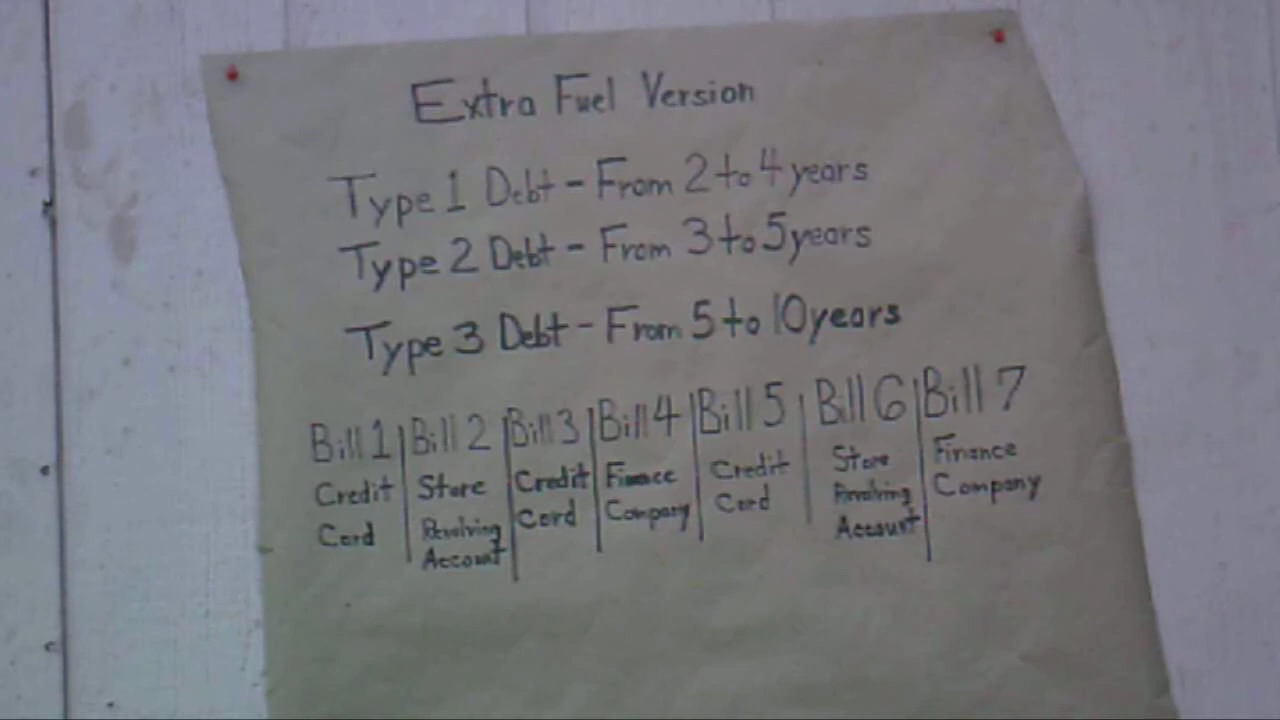 Extra Fuel Version
Type 1 Debt - From 2 to 4 years
Type 2 Debt - From 3 to 5 years
Type 3 Debt - From 5 to 10 years
Bill 1 | Bill 2 | Bill 3 | Bill 4 | Bill 5 | Bill 6 | Bill 7
Credit | Store | Credit | Finance | Credit | Store | Finance
Card | Revolving | Card | Company | Card | Revolving | Company
Account | Account